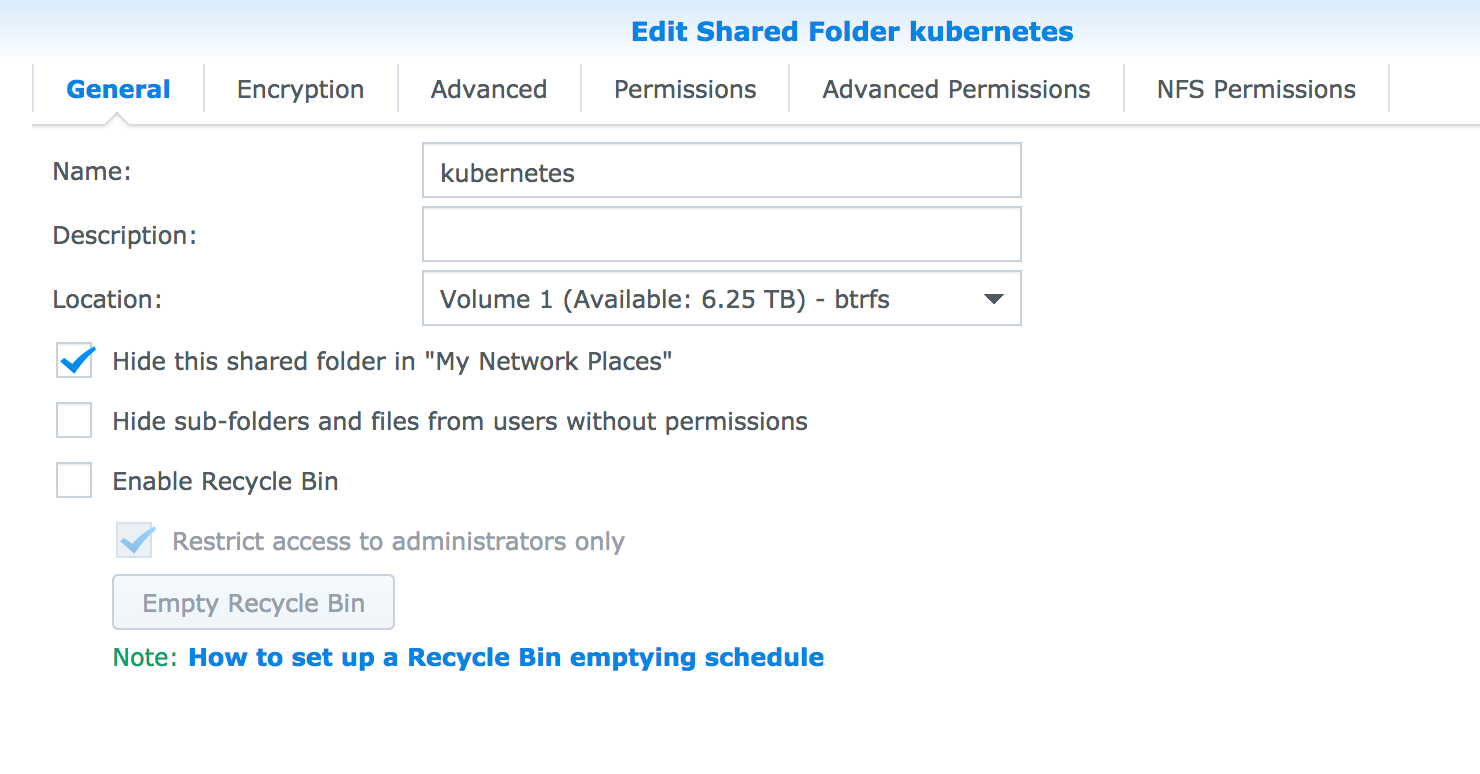 Edit Shared Folder kubernetes
General Encryption Advanced Permissions Advanced Permissions NFS Permissions
Name: kubernetes
Description:
Location: Volume 1 (Available: 6.25 TB) - btrfs
Hide this shared folder in "My Network Places"
Hide sub-folders and files from users without permissions
Enable Recycle Bin
Restrict access to administrators only
Empty Recycle Bin
Note: How to set up a Recycle Bin emptying schedule